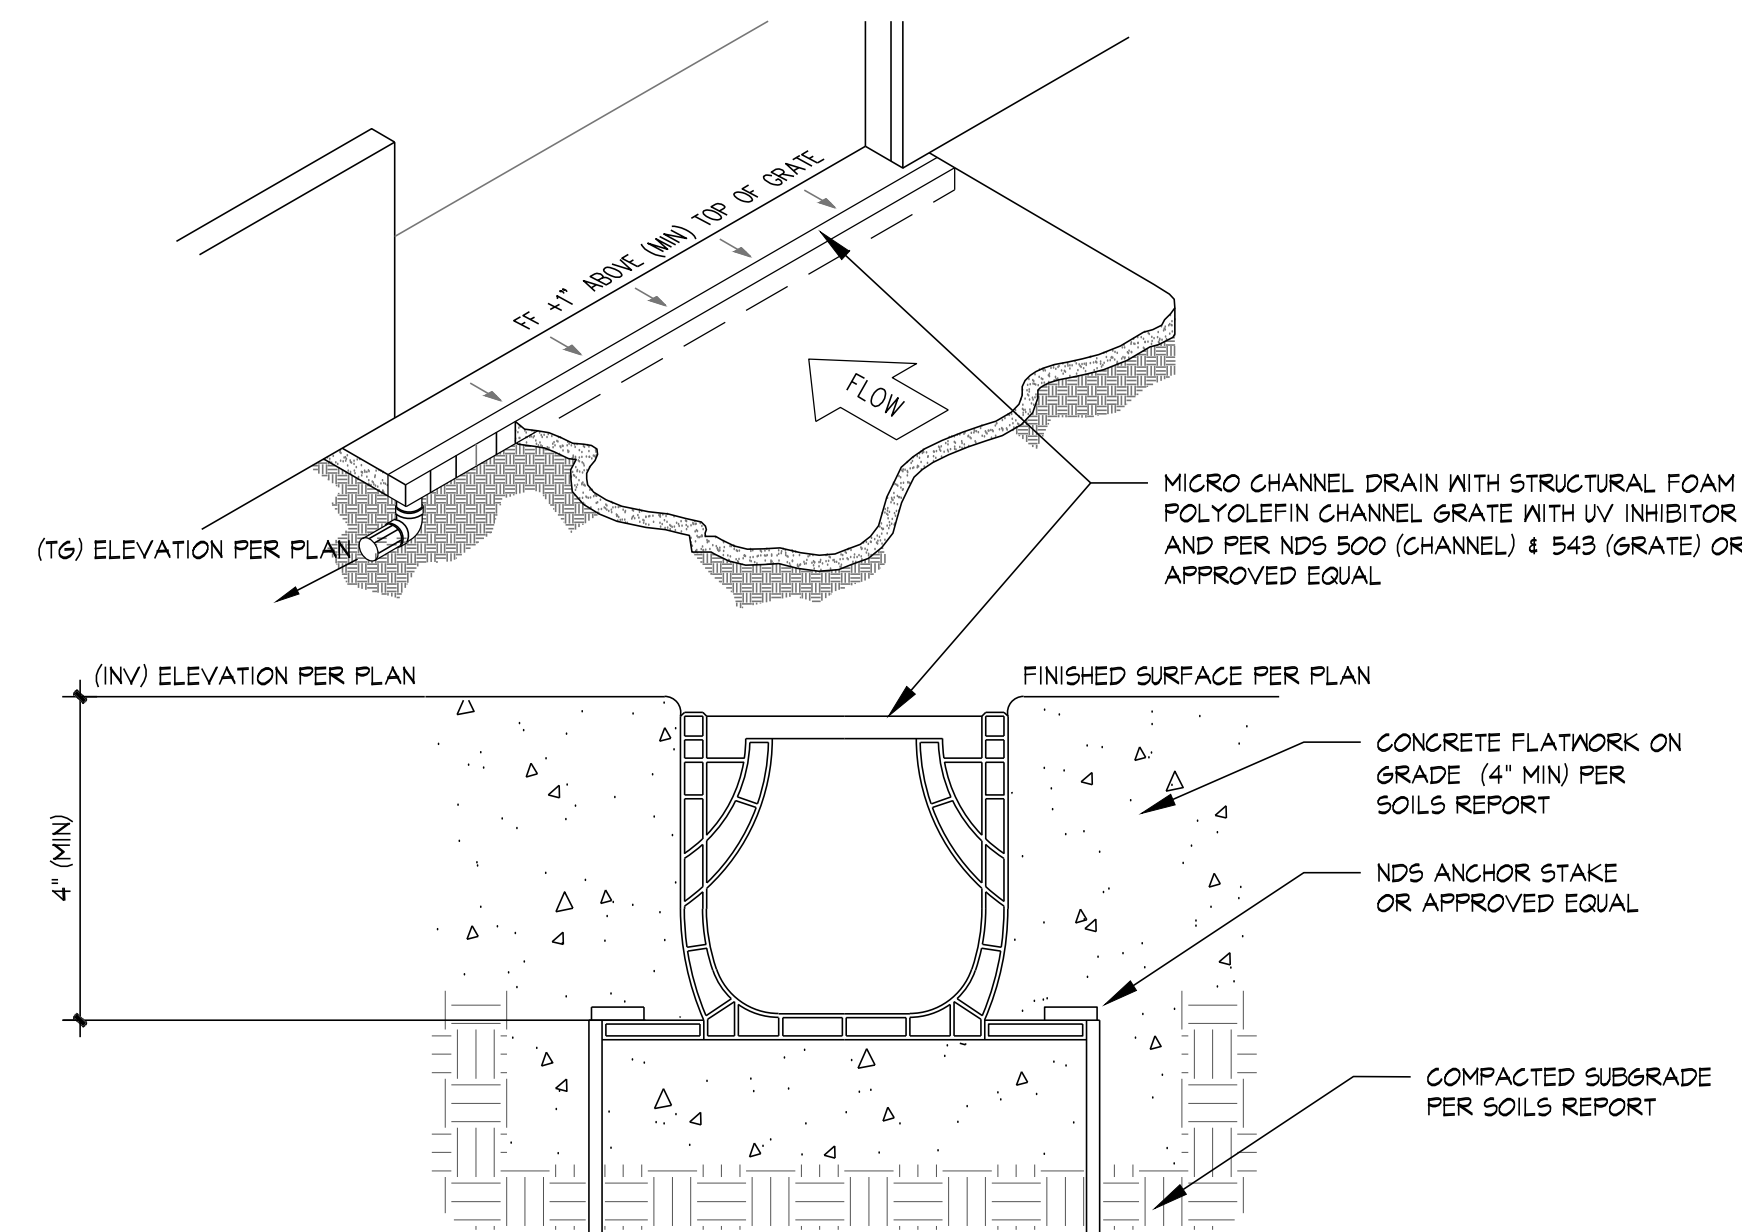 FF +1" ABOVE (MIN) TOP OF GRATE
FLOW
MICRO CHANNEL DRAIN WITH STRUCTURAL FOAM
POLYOLEFIN CHANNEL GRATE WITH UV INHIBITOR
AND PER NDS 500 (CHANNEL) & 543 (GRATE) OR
APPROVED EQUAL
(TG) ELEVATION PER PLAN
(INV) ELEVATION PER PLAN
FINISHED SURFACE PER PLAN
CONCRETE FLATWORK ON
GRADE (4" MIN) PER
SOILS REPORT
4" (MIN)
NDS ANCHOR STAKE
OR APPROVED EQUAL
COMPACTED SUBGRADE
PER SOILS REPORT